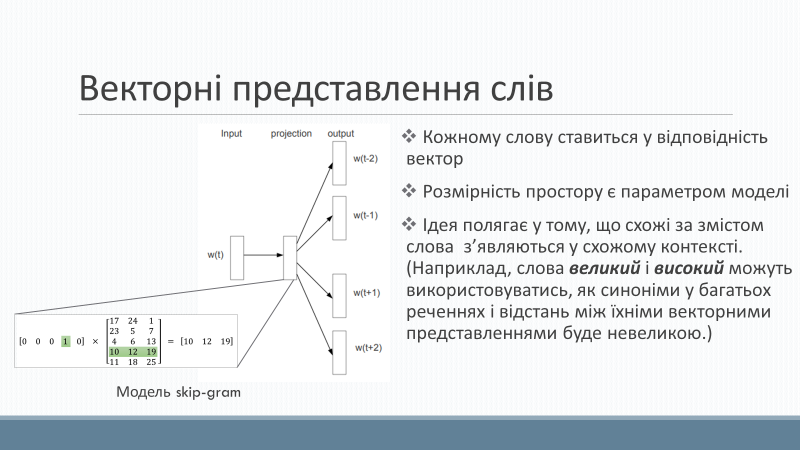 Векторні представлення слів
Input projection output
w(t-2)
w(t-1)
w(t)
w(t+1)
w(t+2)
17 24 1
23 5 7
[0 0 0 1 0] × 4 6 13 = [10 12 19]
10 12 19
11 18 25
Модель skip-gram
❖ Кожному слову ставиться у відповідність
вектор
❖ Розмірність простору є параметром моделі
❖ Ідея полягає у тому, що схожі за змістом
слова з’являються у схожому контексті.
(Наприклад, слова великий і високий можуть
використовуватись, як синоніми у багатьох
реченнях і відстань між їхніми векторними
представленнями буде невеликою.)